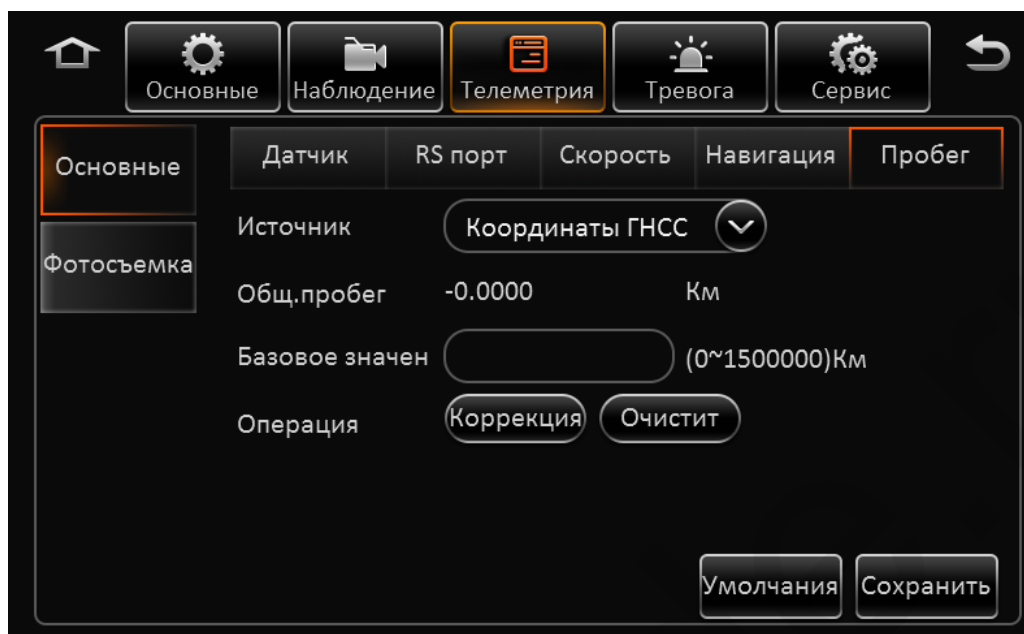 Основные Наблюдение Телеметрия Тревога Сервис
Основные
Фотосъемка
Датчик RS порт Скорость Навигация Пробег
Источник Координаты ГНСС
Общ.пробег -0.0000 Км
Базовое значен (0~1500000)Км
Операция Коррекция Очистит
Умолчания Сохранить